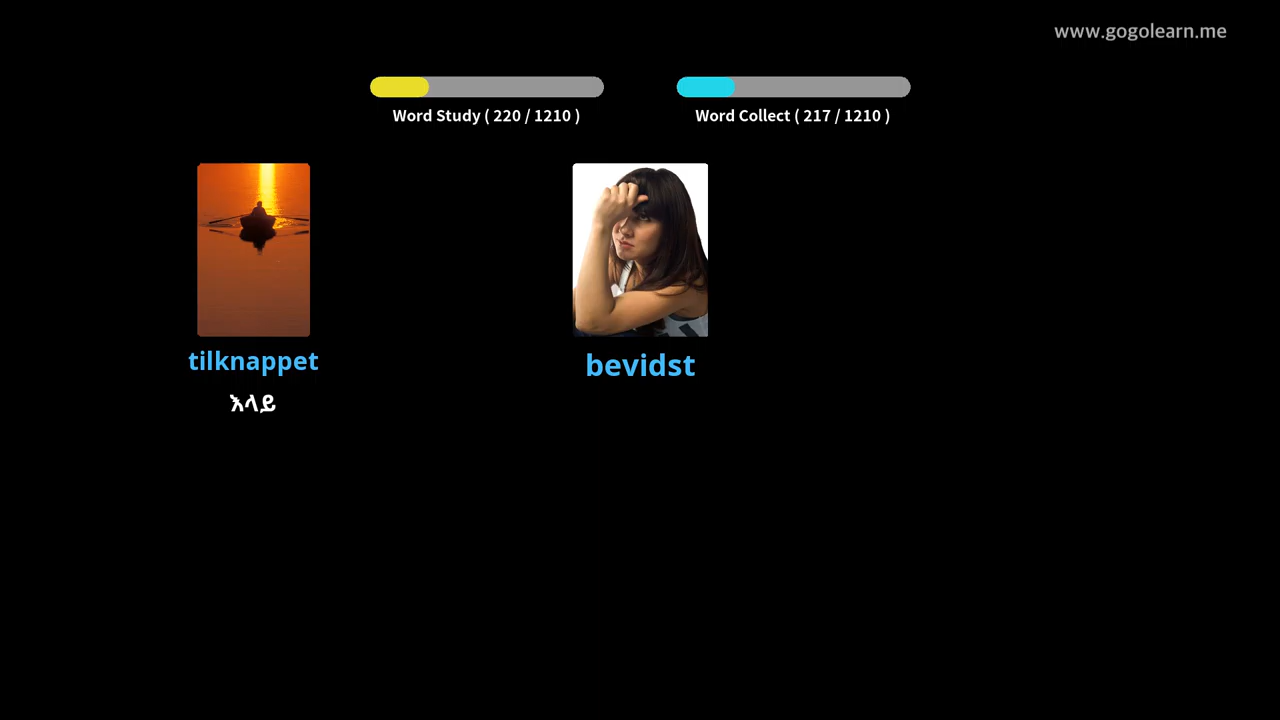 www.gogolearn.me
Word Study ( 220 / 1210 )
Word Collect ( 217 / 1210 )
tilknappet
እላይ
bevidst